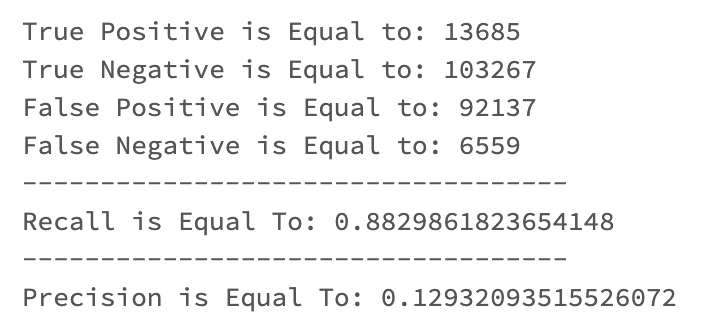 True Positive is Equal to: 13685
True Negative is Equal to: 103267
False Positive is Equal to: 92137
False Negative is Equal to: 6559
-----------------------------------
Recall is Equal To: 0.8829861823654148
-----------------------------------
Precision is Equal To: 0.12932093515526072